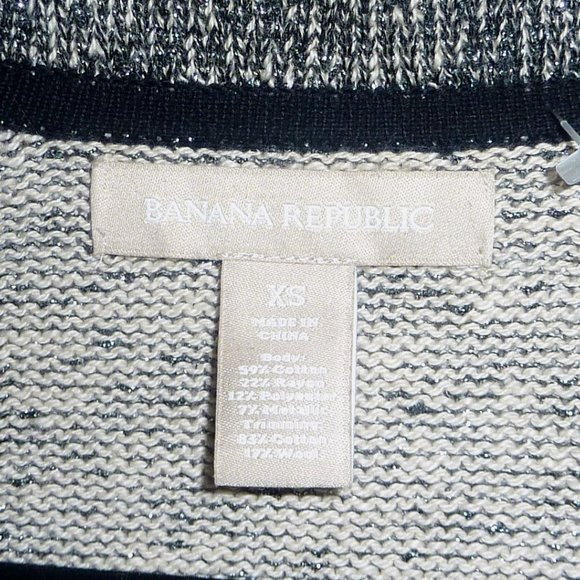 BANANA REPUBLIC
XS
MADE IN
CHINA
Body:
59% Cotton
22% Rayon
12% Polyester
7% Metallic
Trimming:
83% Cotton
17% Wool